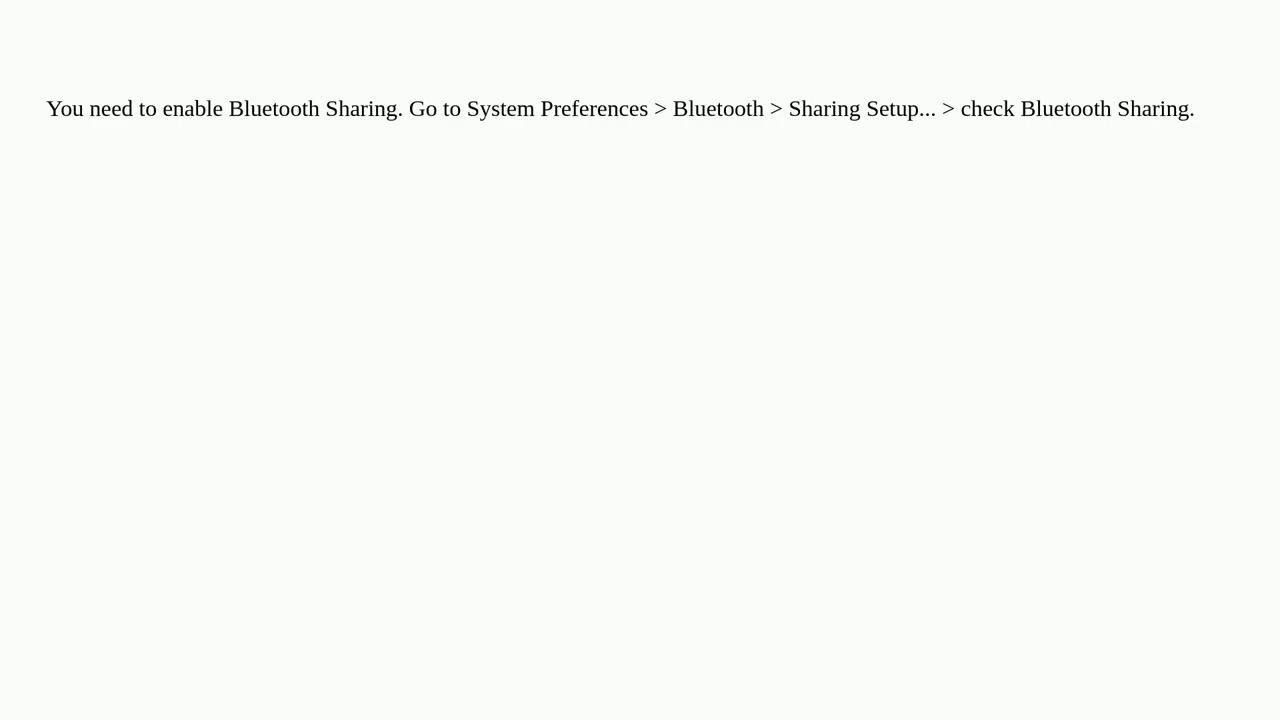 You need to enable Bluetooth Sharing. Go to System Preferences > Bluetooth > Sharing Setup... > check Bluetooth Sharing.